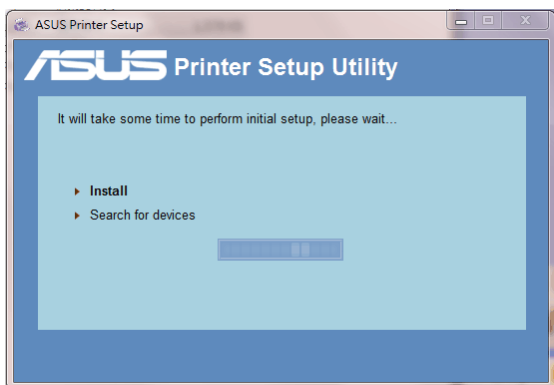 ASUS Printer Setup
ASUS Printer Setup Utility
It will take some time to perform initial setup, please wait...
Install
Search for devices